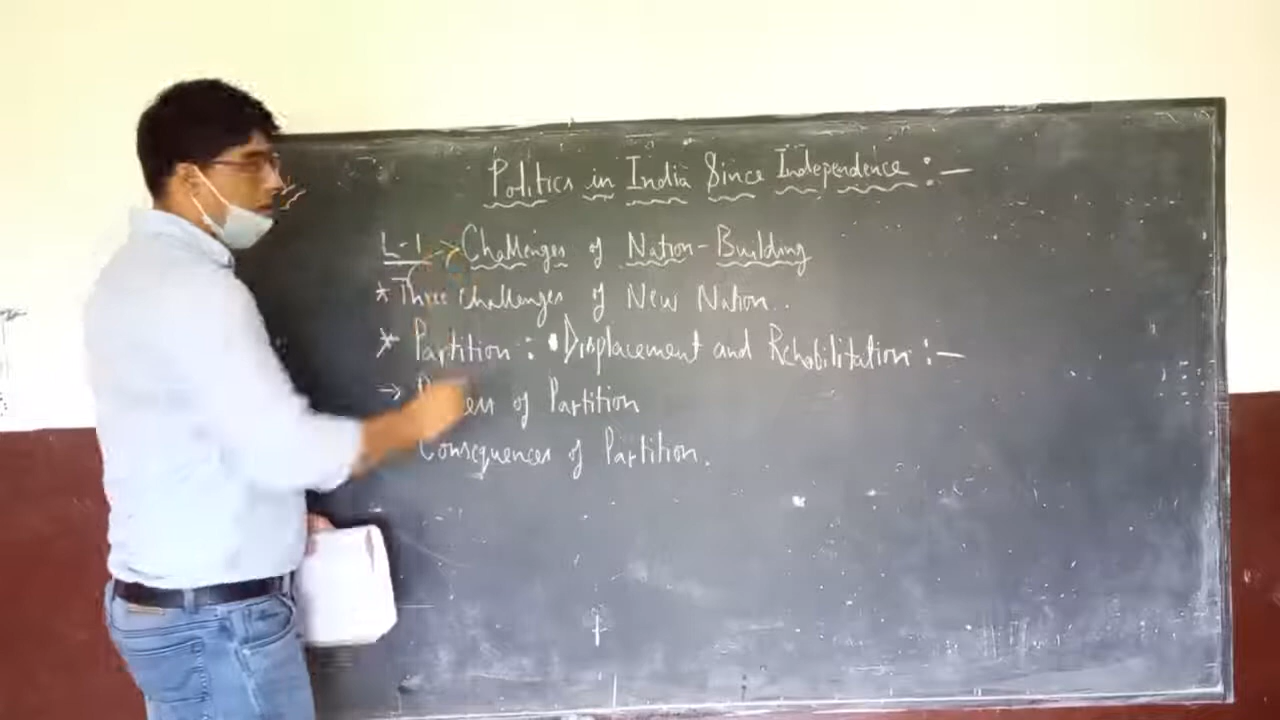 Politics in India Since Independence :-
L-1 -> Challenges of Nation-Building
* Three Challenges of New Nation..
* Partition : • Displacement and Rehabilitation :-
→ of Partition
Consequences of Partition.